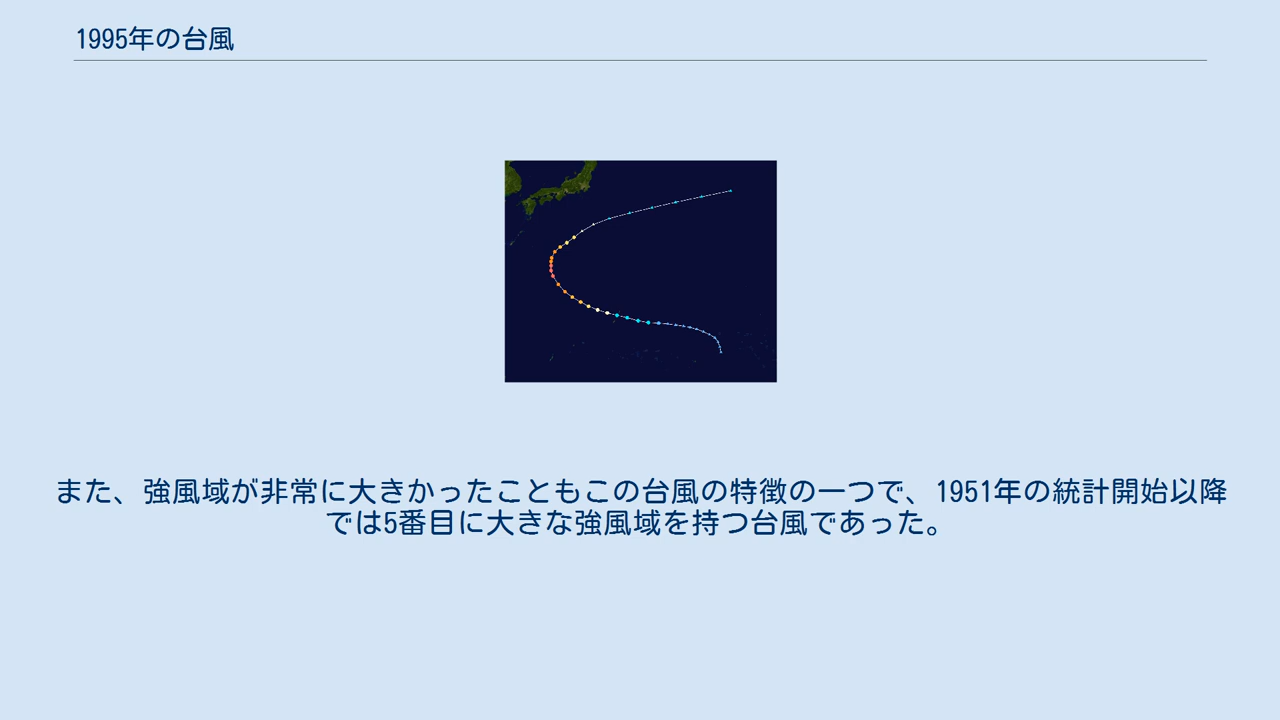 1995年の台風
また、強風域が非常に大きかったこともこの台風の特徴の一つで、1951年の統計開始以降
では5番目に大きな強風域を持つ台風であった。